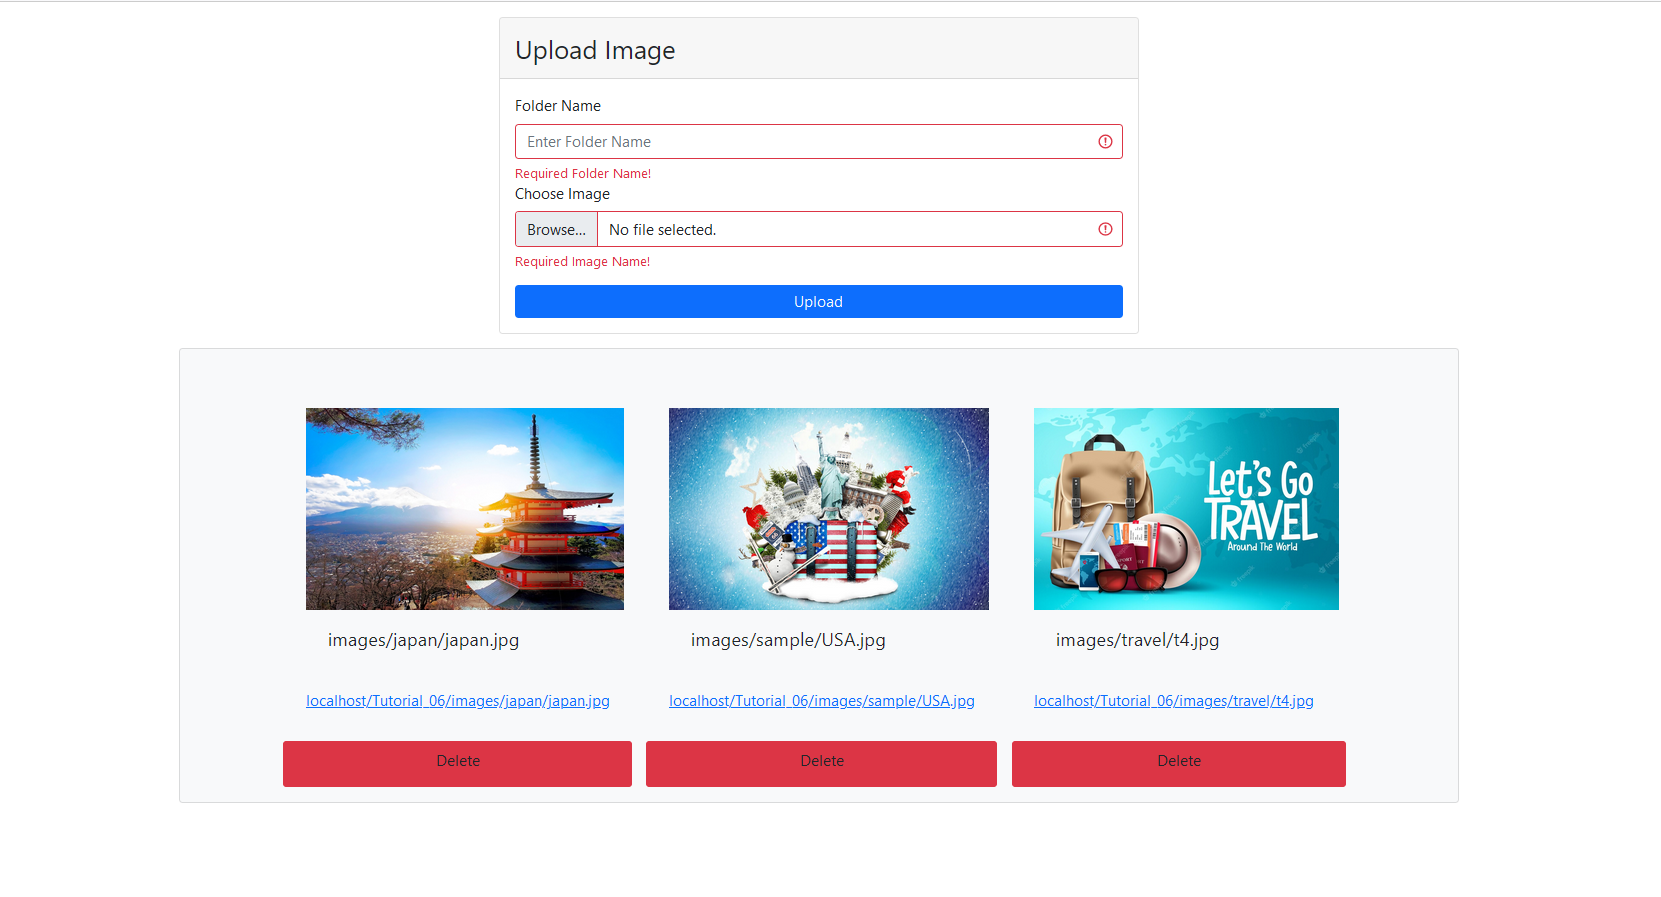 Upload Image
Folder Name
Enter Folder Name
Required Folder Name!
Choose Image
Browse... No file selected.
Required Image Name!
Upload
Let's Go
TRAVEL
Around The World
images/japan/japan.jpg
images/sample/USA.jpg
images/travel/t4.jpg
localhost/Tutorial_06/images/japan/japan.jpg
localhost/Tutorial_06/images/sample/USA.jpg
localhost/Tutorial_06/images/travel/t4.jpg
Delete
Delete
Delete